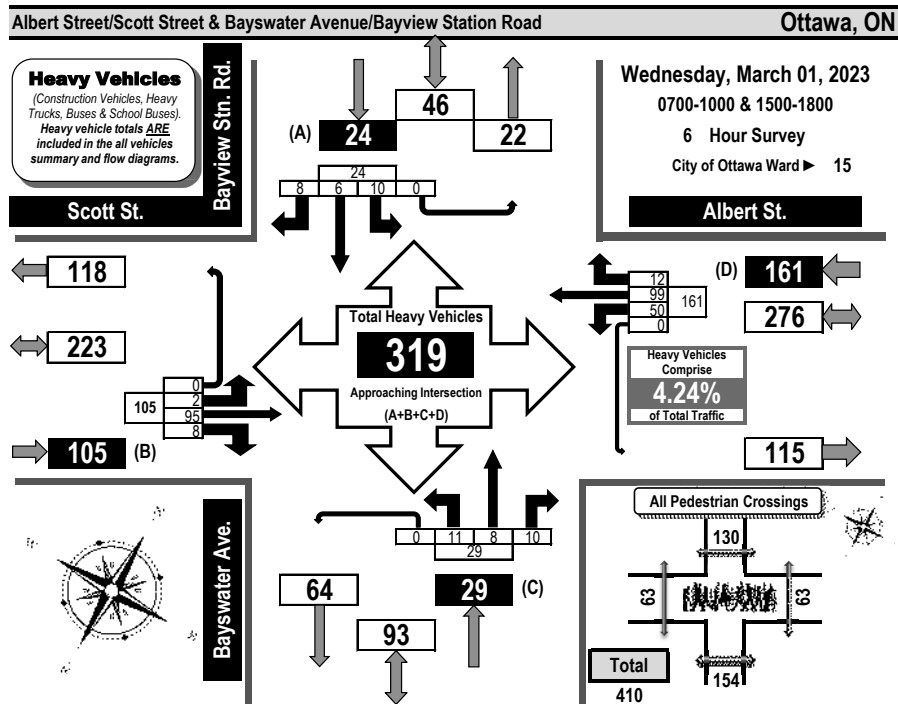 Albert Street/Scott Street & Bayswater Avenue/Bayview Station Road
Ottawa, ON
Heavy Vehicles
(Construction Vehicles, Heavy
Trucks, Buses & School Buses).
Heavy vehicle totals ARE
included in the all vehicles
summary and flow diagrams.
Bayview Stn. Rd.
Scott St.
(A)
24
46
22
24
8 6 10 0
Wednesday, March 01, 2023
0700-1000 & 1500-1800
6 Hour Survey
City of Ottawa Ward ► 15
Albert St.
118
223
0
2
95
8
105
105
(B)
Total Heavy Vehicles
319
Approaching Intersection
(A+B+C+D)
12
99
50
0
161
(D)
161
276
Heavy Vehicles
Comprise
4.24%
of Total Traffic
115
Bayswater Ave.
0 11 8 10
29
64
29
(C)
93
All Pedestrian Crossings
130
63
63
154
Total
410